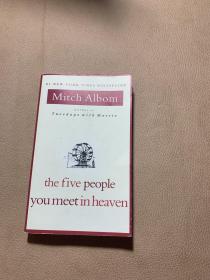 #1 NEW YORK TIMES BESTSELLER
Mitch Albom
AUTHOR OF
Tuesdays with Morrie
the five people
you meet in heaven